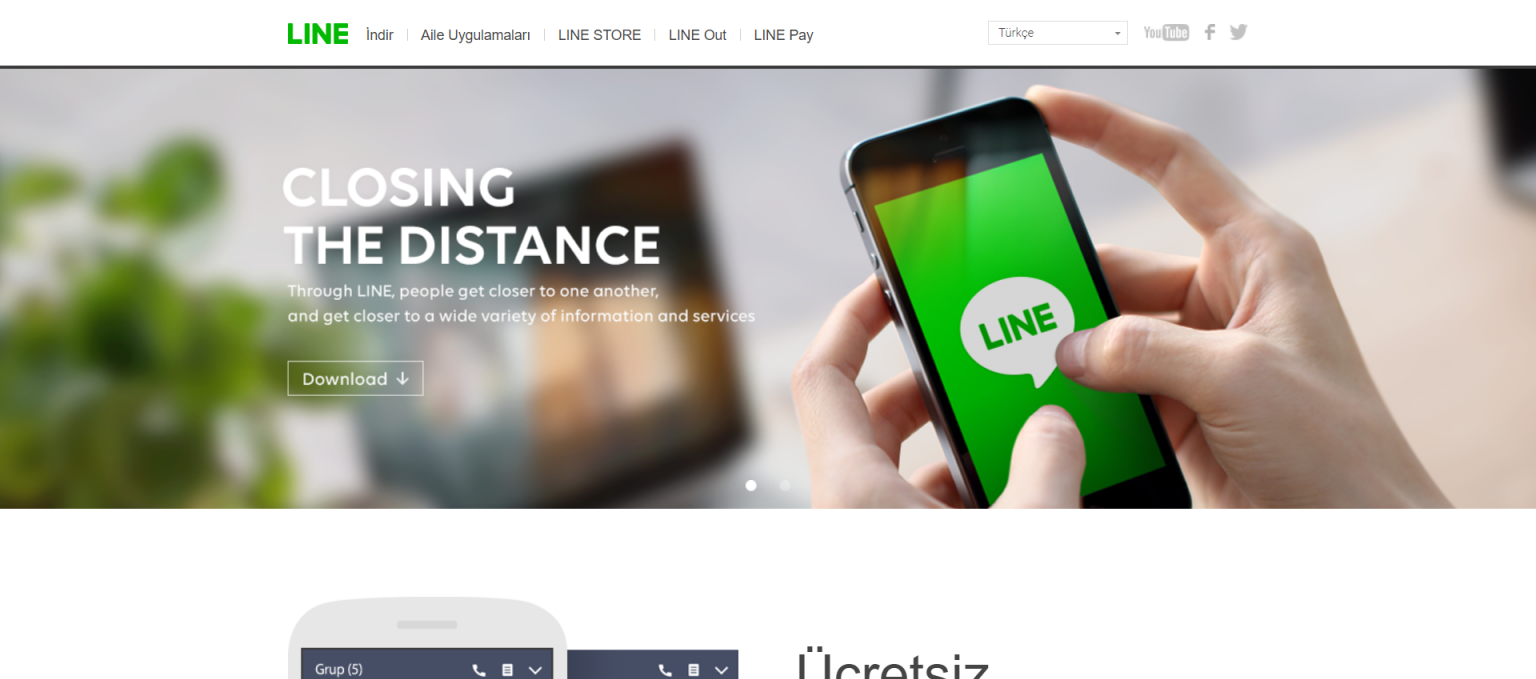 LINE İndir Aile Uygulamaları LINE STORE LINE Out LINE Pay Türkçe YouTube
CLOSING
THE DISTANCE
Through LINE, people get closer to one another,
and get closer to a wide variety of information and services
Download
LINE
Ücretsiz
Grup (5)